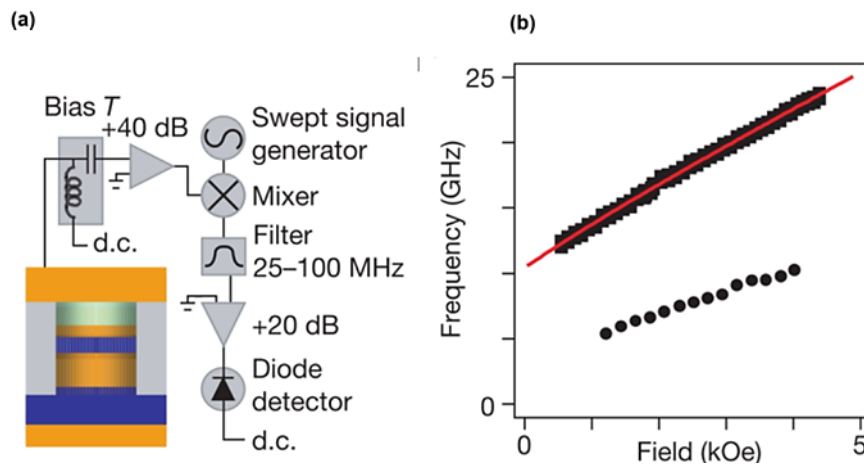 (a)
Bias T
+40 dB
Swept signal
generator
Mixer
Filter
25–100 MHz
+20 dB
Diode
detector
d.c.
d.c.
(b)
25
Frequency (GHz)
0
0
5
Field (kOe)